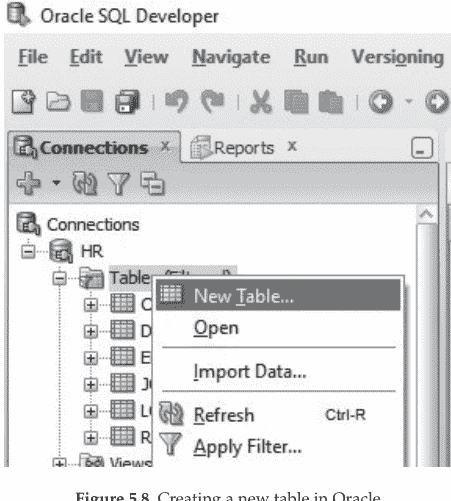 Oracle SQL Developer
File Edit View Navigate Run Versioning
Connections x Reports x
Connections
HR
New Table...
C
Open
D
E
Import Data...
J
L
Refresh Ctrl-R
R
Apply Filter...
Views
Figure 5.8 Creating a new table in Oracle